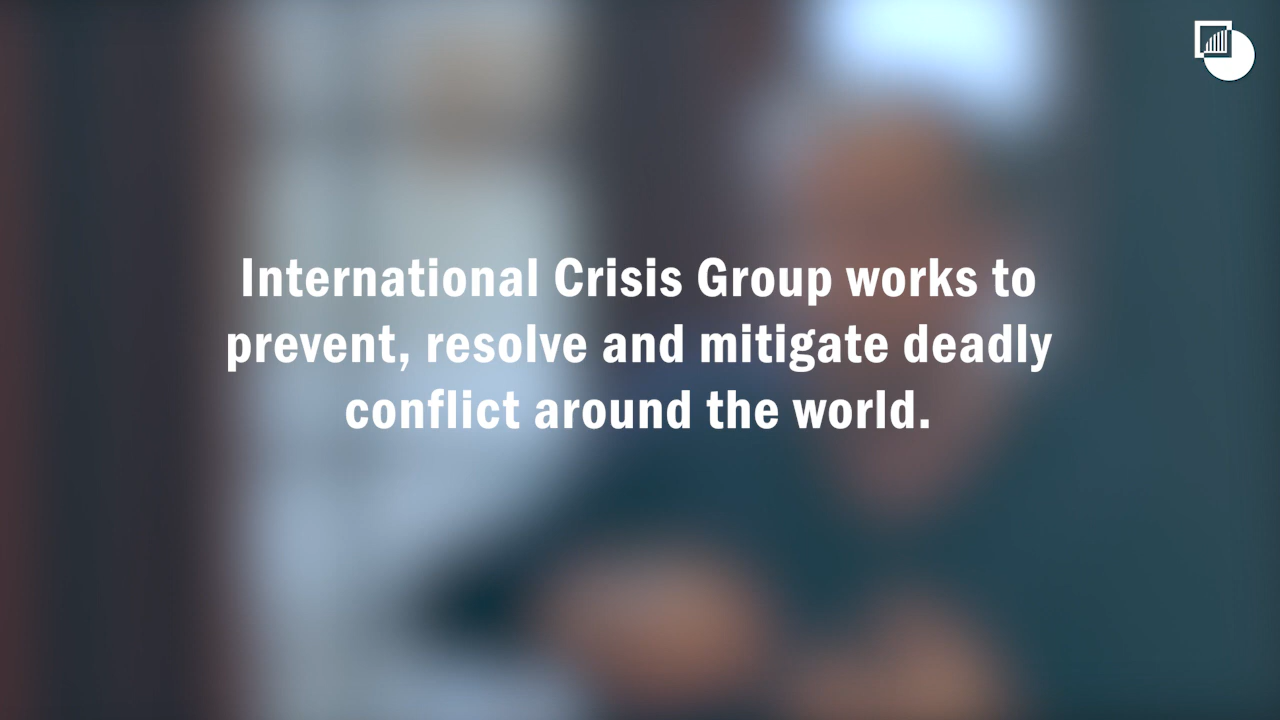 International Crisis Group works to
prevent, resolve and mitigate deadly
conflict around the world.